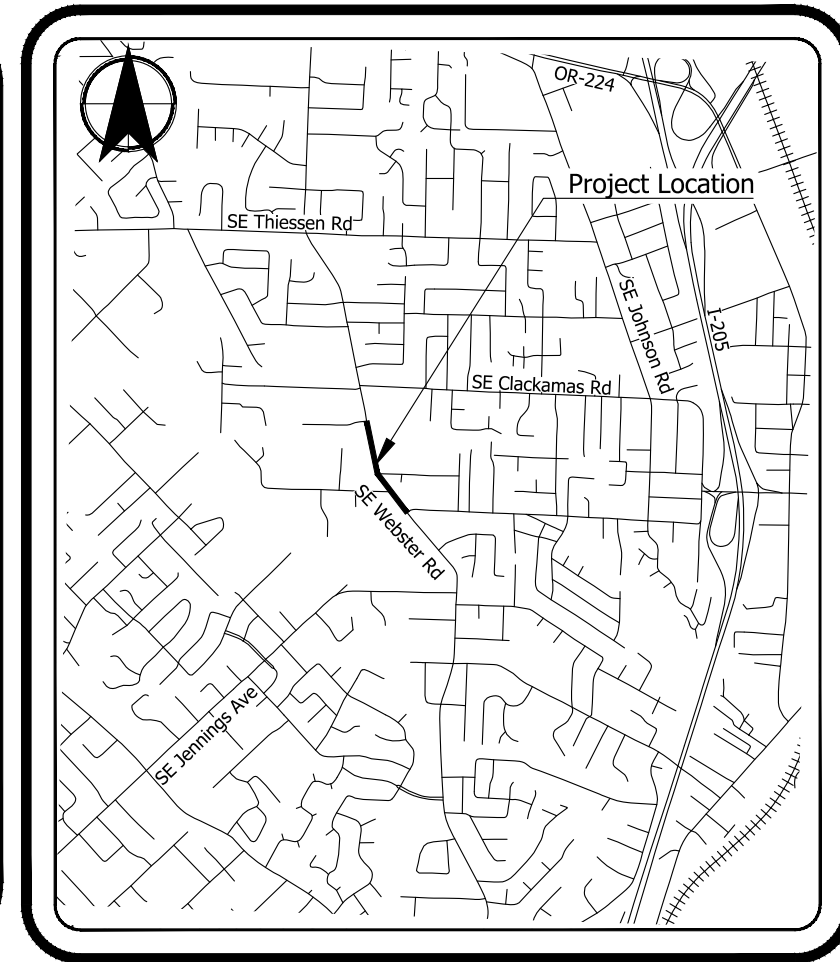 OR-224
Project Location
SE Thiessen Rd
SE Johnson Rd
I-205
SE Clackamas Rd
SE Webster Rd
SE Jennings Ave